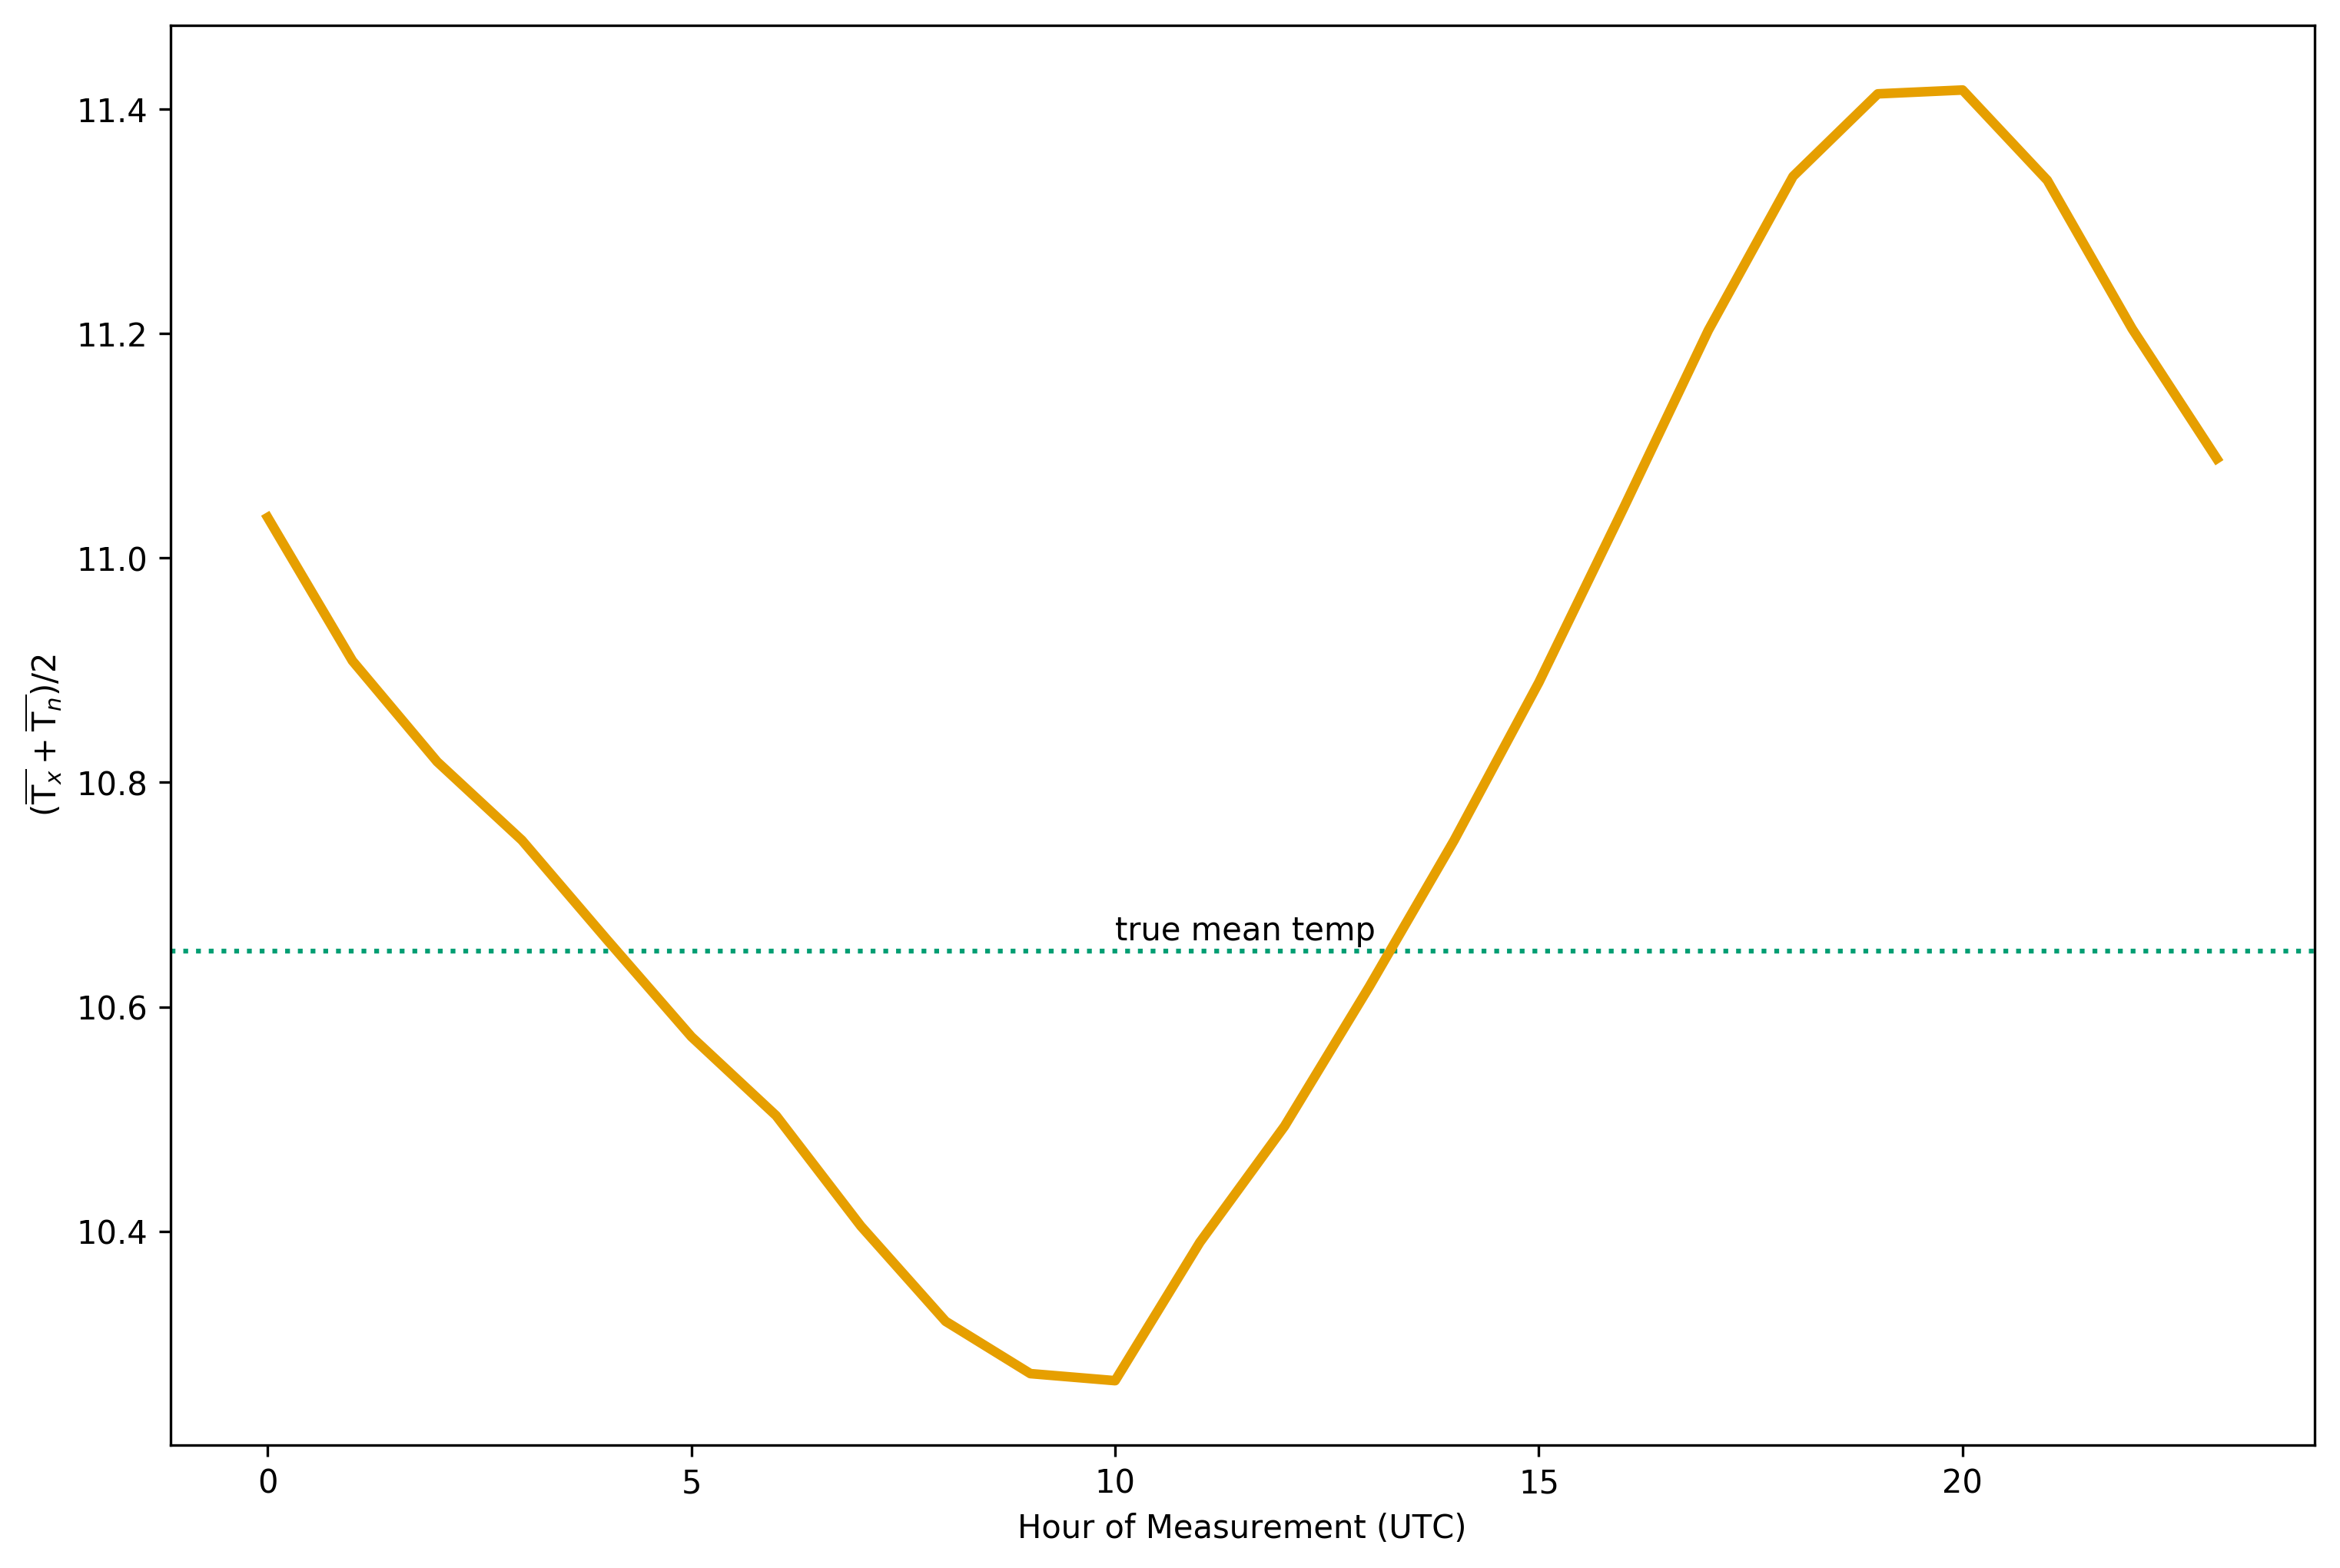 11.4
11.2
11.0
10.8
10.6
10.4
(T̅ₓ + T̅ₙ)/2
true mean temp
0 5 10 15 20
Hour of Measurement (UTC)